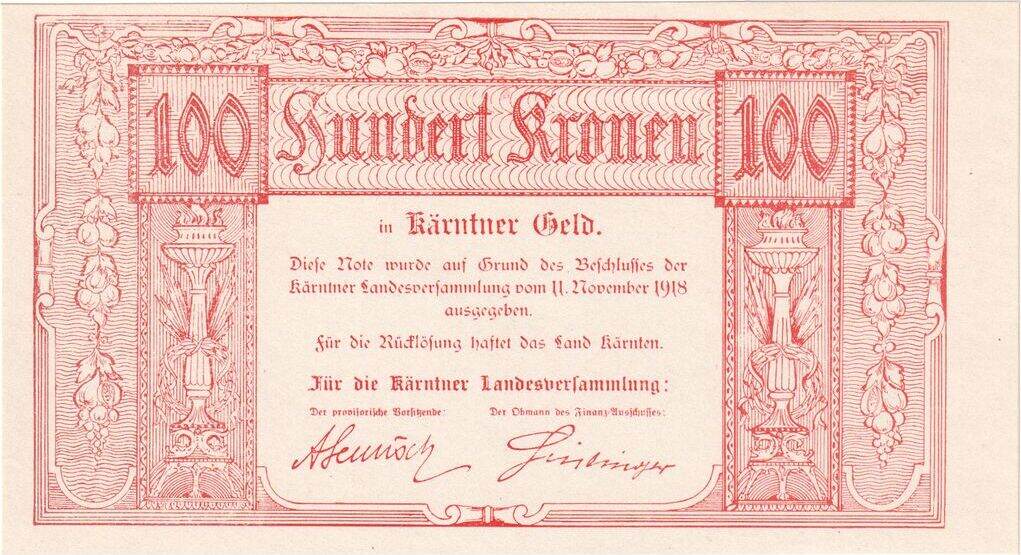 100 Hundert Kronen 100
in Kärntner Geld.
Diese Note wurde auf Grund des Beschlusses der
Kärntner Landesversammlung vom 11. November 1918
ausgegeben.
Für die Rücklösung haftet das Land Kärnten.
Für die Kärntner Landesversammlung:
Der provisorische Vorsitzende: Der Obmann des Finanz-Ausschusses: